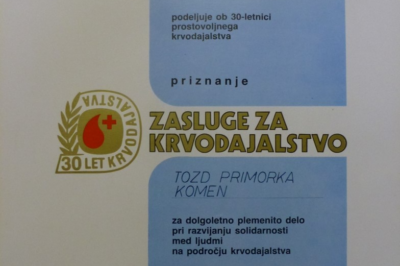 podeljuje ob 30-letnici
prostovoljnega
krvodajalstva
priznanje
30 LET KRVODAJALSTVA
ZASLUGE ZA
KRVODAJALSTVO
TOZD PRIMORKA
KOMEN
za dolgoletno plemenito delo
pri razvijanju solidarnosti
med ljudmi
na področju krvodajalstva